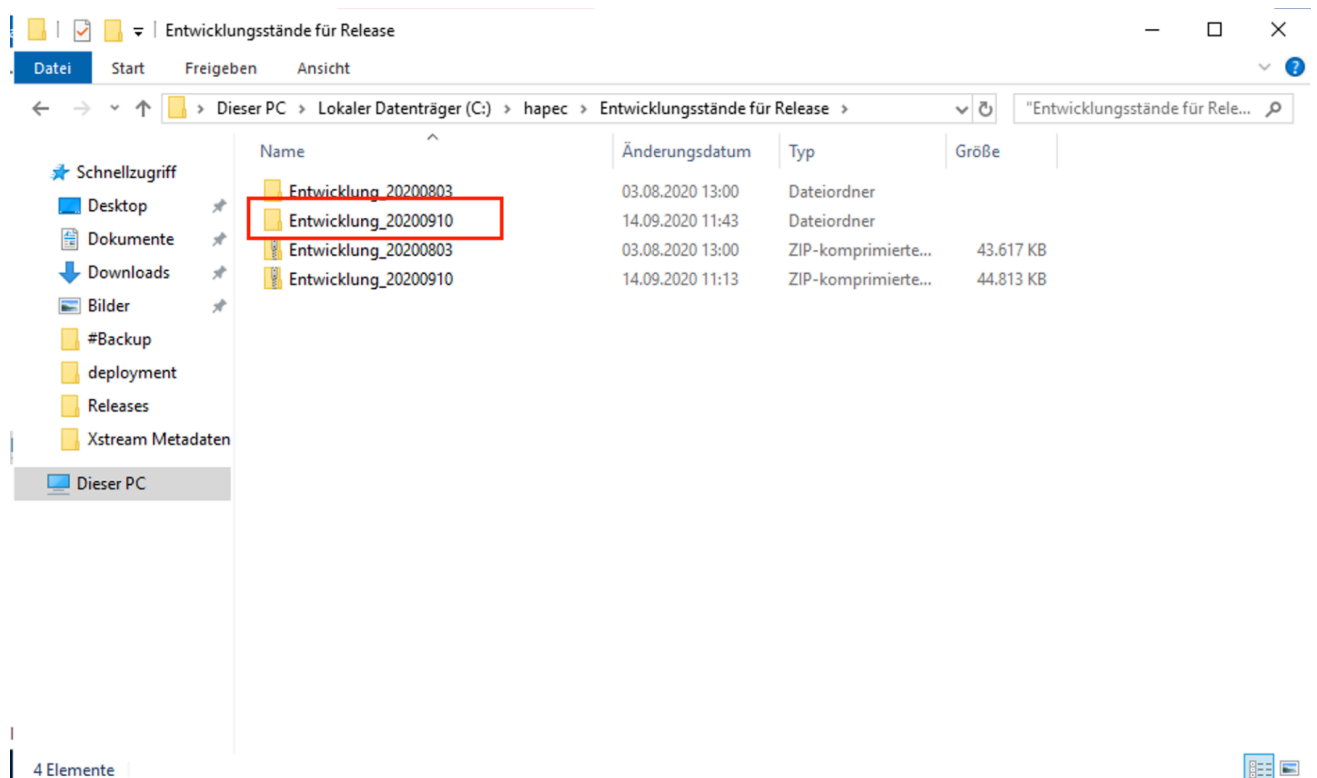 Entwicklungsstände für Release
Datei Start Freigeben Ansicht
Dieser PC > Lokaler Datenträger (C:) > hapec > Entwicklungsstände für Release > "Entwicklungsstände für Rele...
Name Änderungsdatum Typ Größe
Schnellzugriff
Desktop
Dokumente
Downloads
Bilder
#Backup
deployment
Releases
Xstream Metadaten
Dieser PC
Entwicklung_20200803 03.08.2020 13:00 Dateiordner
Entwicklung_20200910 14.09.2020 11:43 Dateiordner
Entwicklung_20200803 03.08.2020 13:00 ZIP-komprimierte... 43.617 KB
Entwicklung_20200910 14.09.2020 11:13 ZIP-komprimierte... 44.813 KB
4 Elemente